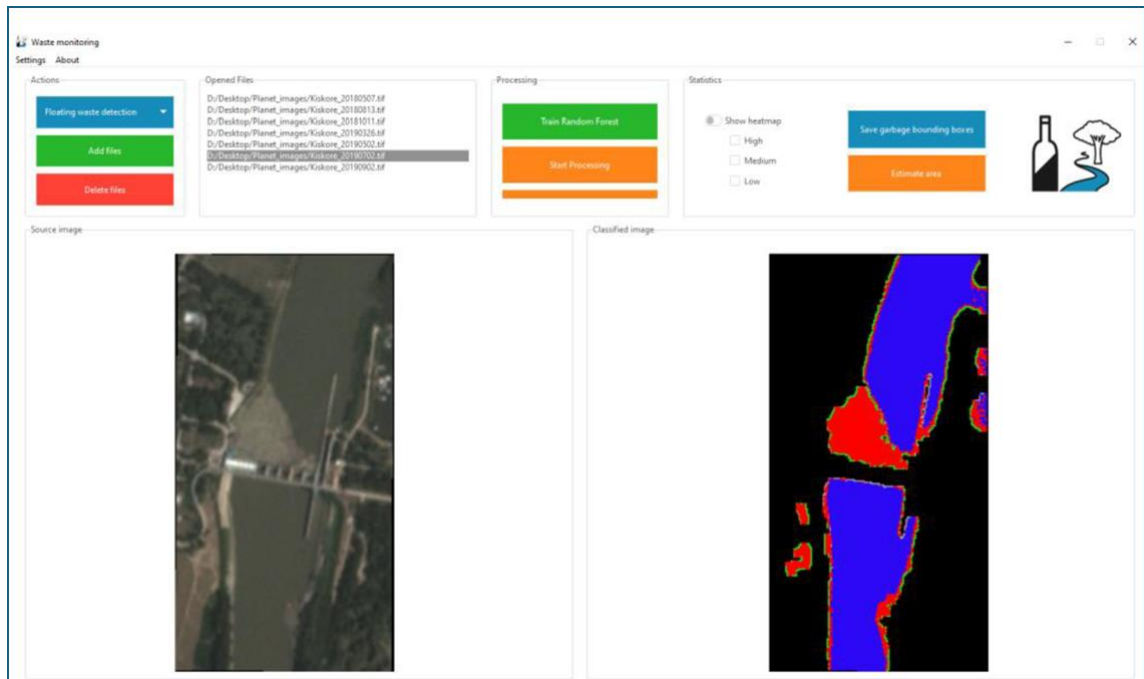 Waste monitoring
Settings About
Actions
Floating waste detection
Add files
Delete files
Opened Files
D:/Desktop/Planet_images/Kiskore_20180507.tif
D:/Desktop/Planet_images/Kiskore_20180813.tif
D:/Desktop/Planet_images/Kiskore_20181011.tif
D:/Desktop/Planet_images/Kiskore_20190326.tif
D:/Desktop/Planet_images/Kiskore_20190502.tif
D:/Desktop/Planet_images/Kiskore_20190702.tif
D:/Desktop/Planet_images/Kiskore_20190902.tif
Processing
Train Random Forest
Start Processing
Statistics
Show heatmap
High
Medium
Low
Save garbage bounding boxes
Estimate area
Source image
Classified image